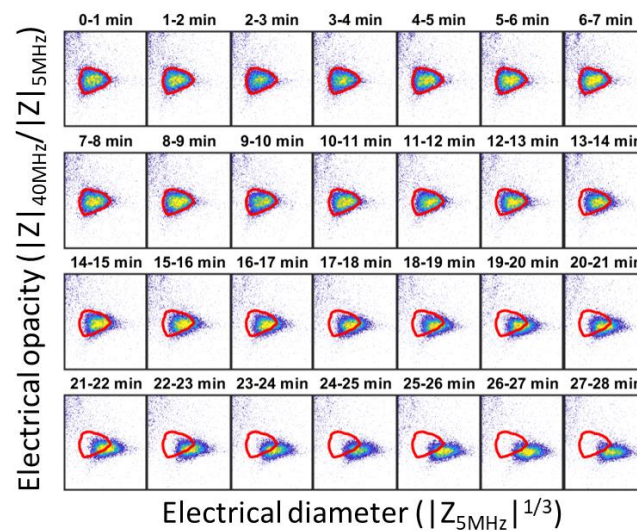 Electrical opacity (|Z|40MHz/|Z|5MHz)
0-1 min 1-2 min 2-3 min 3-4 min 4-5 min 5-6 min 6-7 min
7-8 min 8-9 min 9-10 min 10-11 min 11-12 min 12-13 min 13-14 min
14-15 min 15-16 min 16-17 min 17-18 min 18-19 min 19-20 min 20-21 min
21-22 min 22-23 min 23-24 min 24-25 min 25-26 min 26-27 min 27-28 min
Electrical diameter (|Z5MHz|1/3)